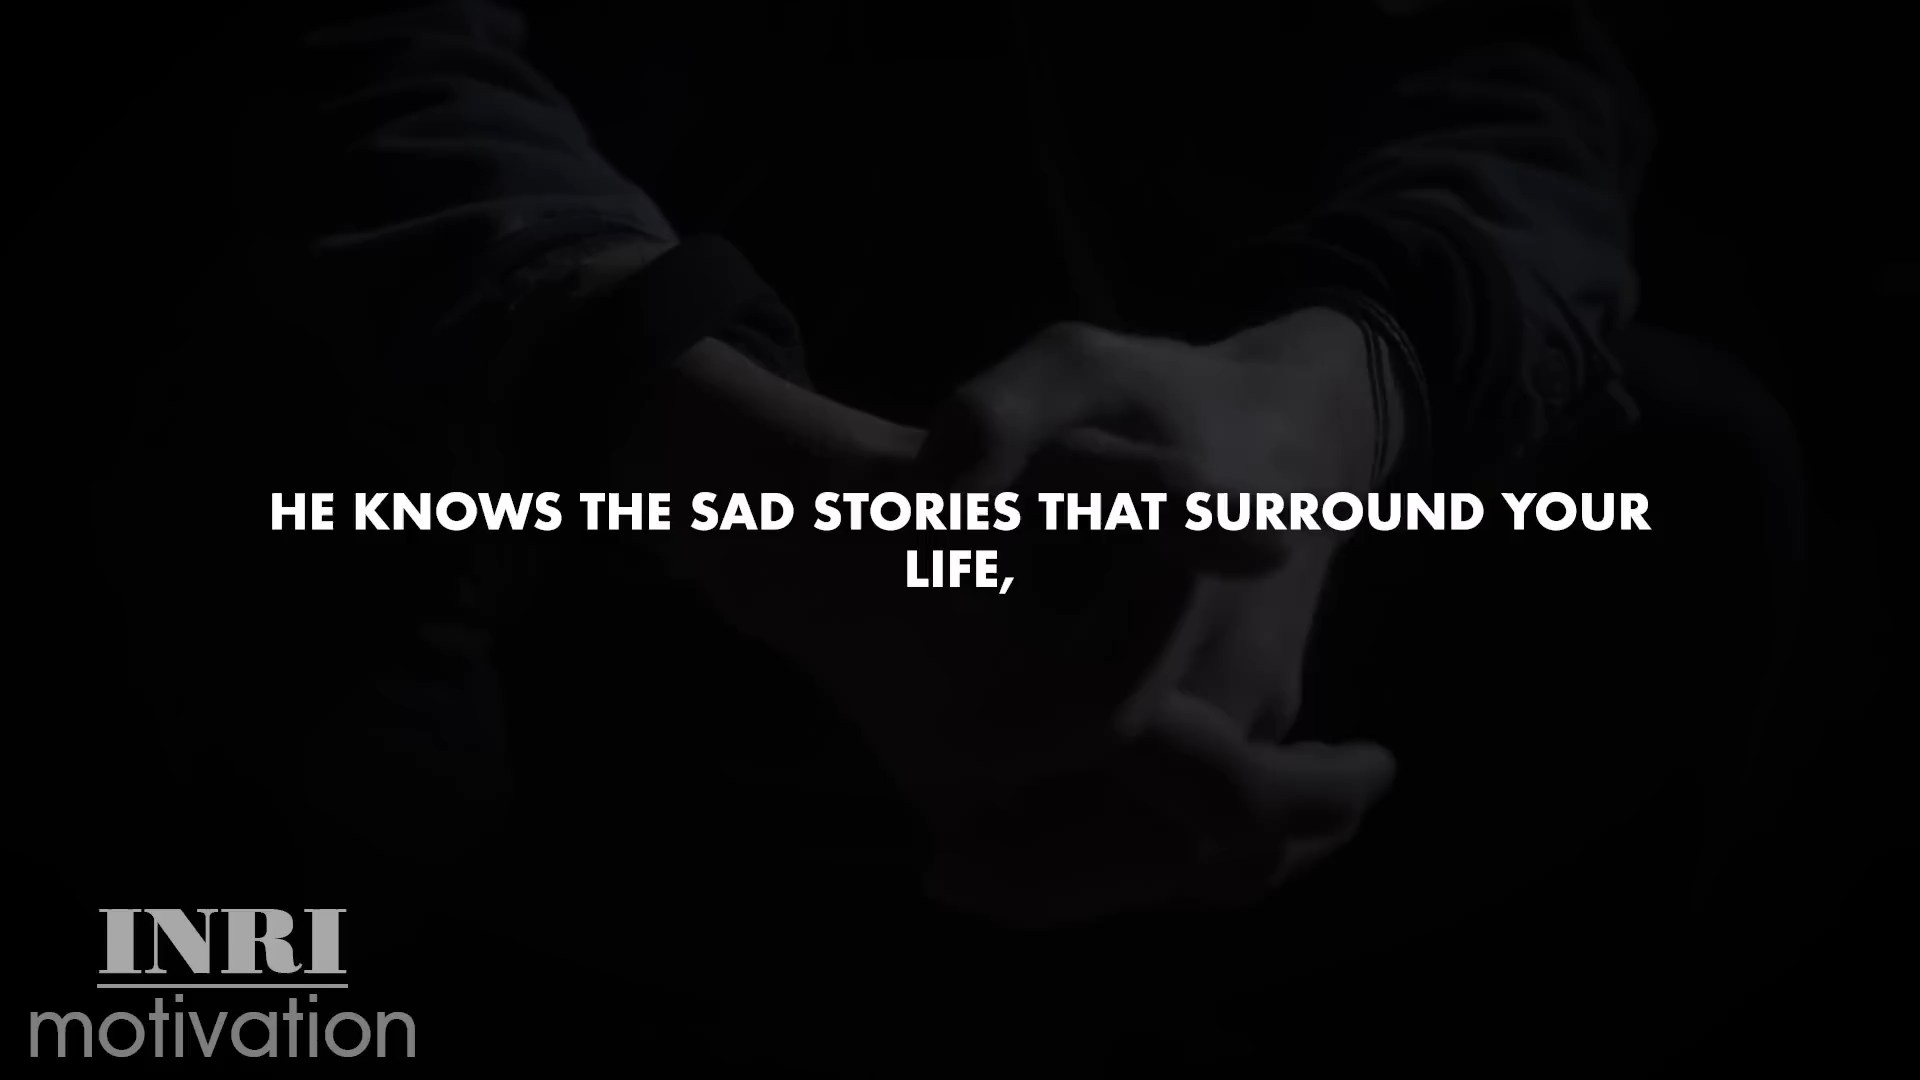 HE KNOWS THE SAD STORIES THAT SURROUND YOUR
LIFE,
INRI
motivation